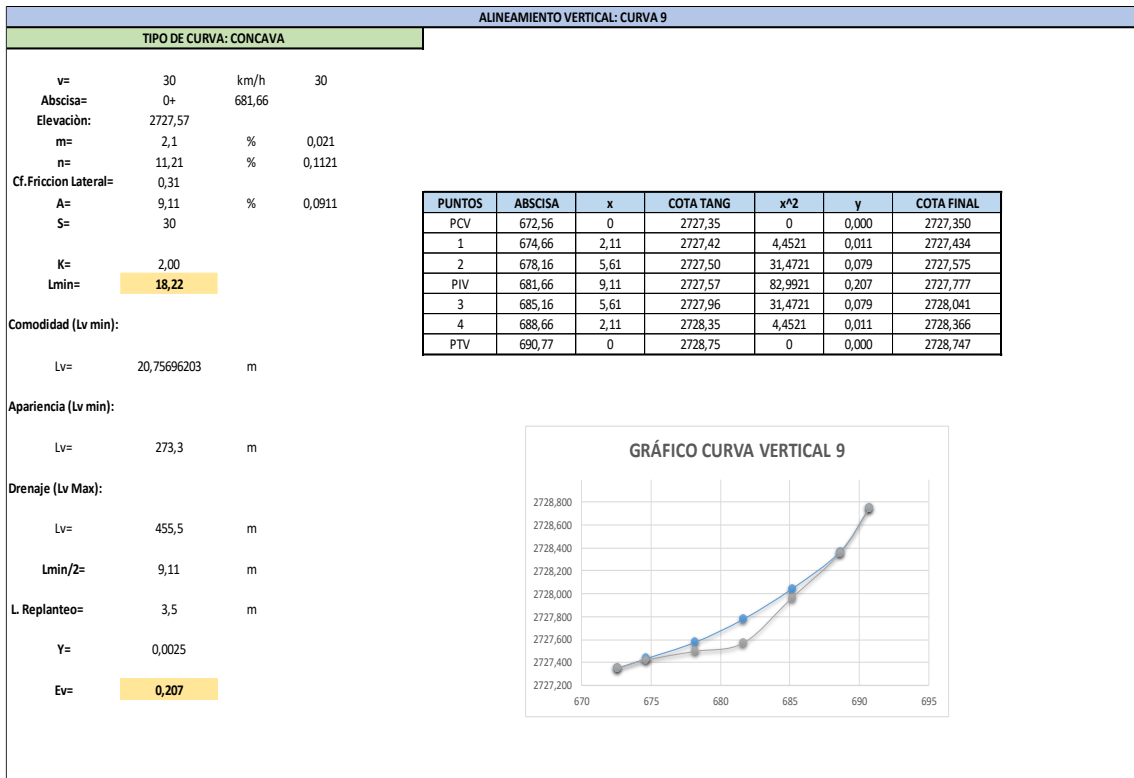 ALINEAMIENTO VERTICAL: CURVA 9
TIPO DE CURVA: CONCAVA
v= 30 km/h 30
Abscisa= 0+ 681,66
Elevaciòn: 2727,57
m= 2,1 % 0,021
n= 11,21 % 0,1121
Cf.Friccion Lateral= 0,31
A= 9,11 % 0,0911
S= 30
K= 2,00
Lmin= 18,22
Comodidad (Lv min):
Lv= 20,75696203 m
Apariencia (Lv min):
Lv= 273,3 m
Drenaje (Lv Max):
Lv= 455,5 m
Lmin/2= 9,11 m
L. Replanteo= 3,5 m
Y= 0,0025
Ev= 0,207
PUNTOS ABSCISA x COTA TANG x^2 y COTA FINAL
PCV 672,56 0 2727,35 0 0,000 2727,350
1 674,66 2,11 2727,42 4,4521 0,011 2727,434
2 678,16 5,61 2727,50 31,4721 0,079 2727,575
PIV 681,66 9,11 2727,57 82,9921 0,207 2727,777
3 685,16 5,61 2727,96 31,4721 0,079 2728,041
4 688,66 2,11 2728,35 4,4521 0,011 2728,366
PTV 690,77 0 2728,75 0 0,000 2728,747
GRÁFICO CURVA VERTICAL 9
2728,800
2728,600
2728,400
2728,200
2728,000
2727,800
2727,600
2727,400
2727,200
670 675 680 685 690 695